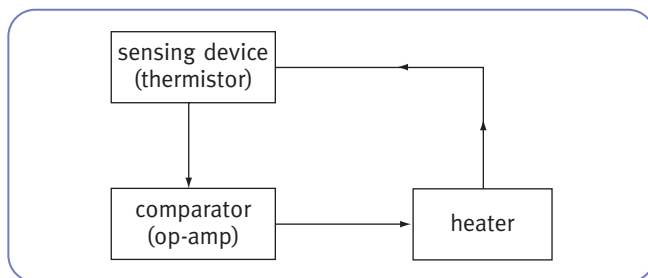 sensing device
(thermistor)
comparator
(op-amp)
heater